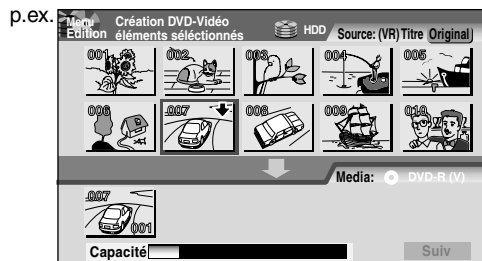 p.ex.
Menu Edition Création DVD-Vidéo éléments séléctionnés HDD Source: (VR) Titre Original
001 002 003 004 005
006 007 008 009 010
Media: DVD-R (V)
007
001
Capacité Suiv